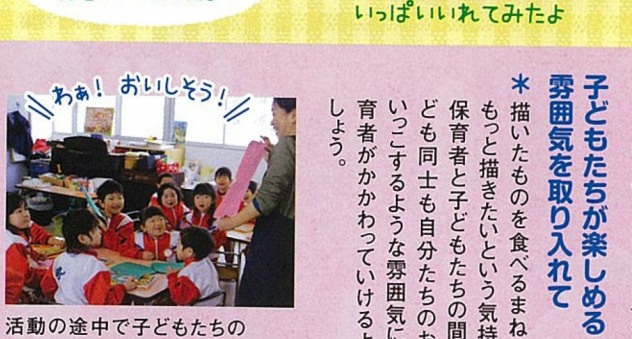 いっぱいいれてみたよ
子どもたちが楽しめる
雰囲気を取り入れて
＊描いたものを食べるまね
もっと描きたいという気持
保育者と子どもたちの間
ども同士も自分たちのお
いっこするような雰囲気に
育者がかかわっていけるよ
しょう。
わぁ！おいしそう！
活動の途中で子どもたちの